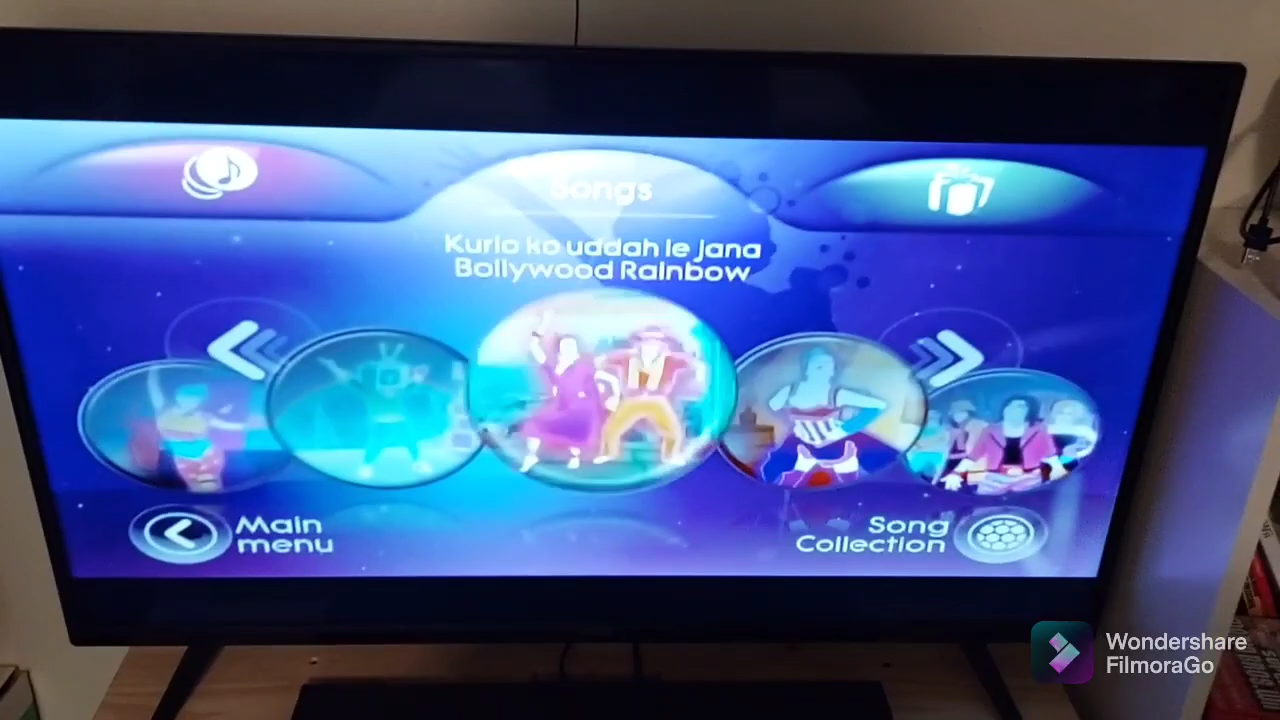 Songs
Kurio ko uddah le jana
Bollywood Rainbow
Main
menu
Song
Collection
Wondershare
FilmoraGo